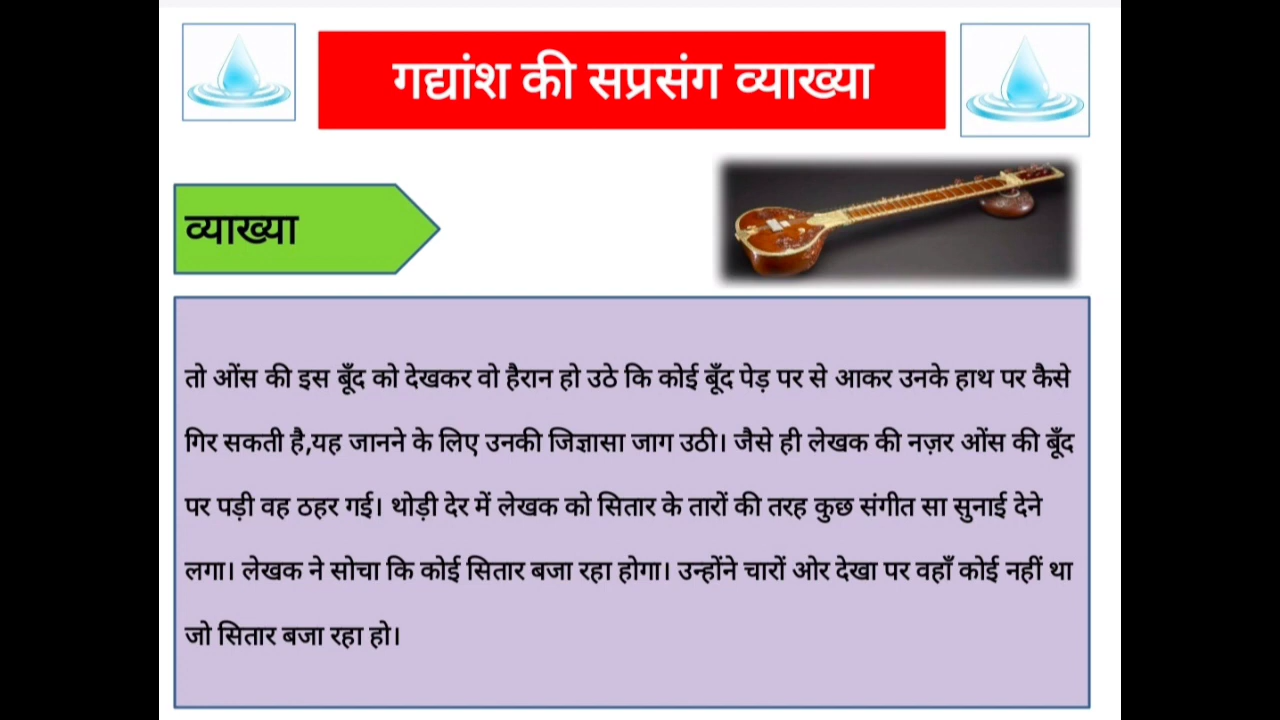 गद्यांश की सप्रसंग व्याख्या
व्याख्या
तो ओंस की इस बूँद को देखकर वो हैरान हो उठे कि कोई बूँद पेड़ पर से आकर उनके हाथ पर कैसे
गिर सकती है,यह जानने के लिए उनकी जिज्ञासा जाग उठी। जैसे ही लेखक की नज़र ओंस की बूँद
पर पड़ी वह ठहर गई। थोड़ी देर में लेखक को सितार के तारों की तरह कुछ संगीत सा सुनाई देने
लगा। लेखक ने सोचा कि कोई सितार बजा रहा होगा। उन्होंने चारों ओर देखा पर वहाँ कोई नहीं था
जो सितार बजा रहा हो।